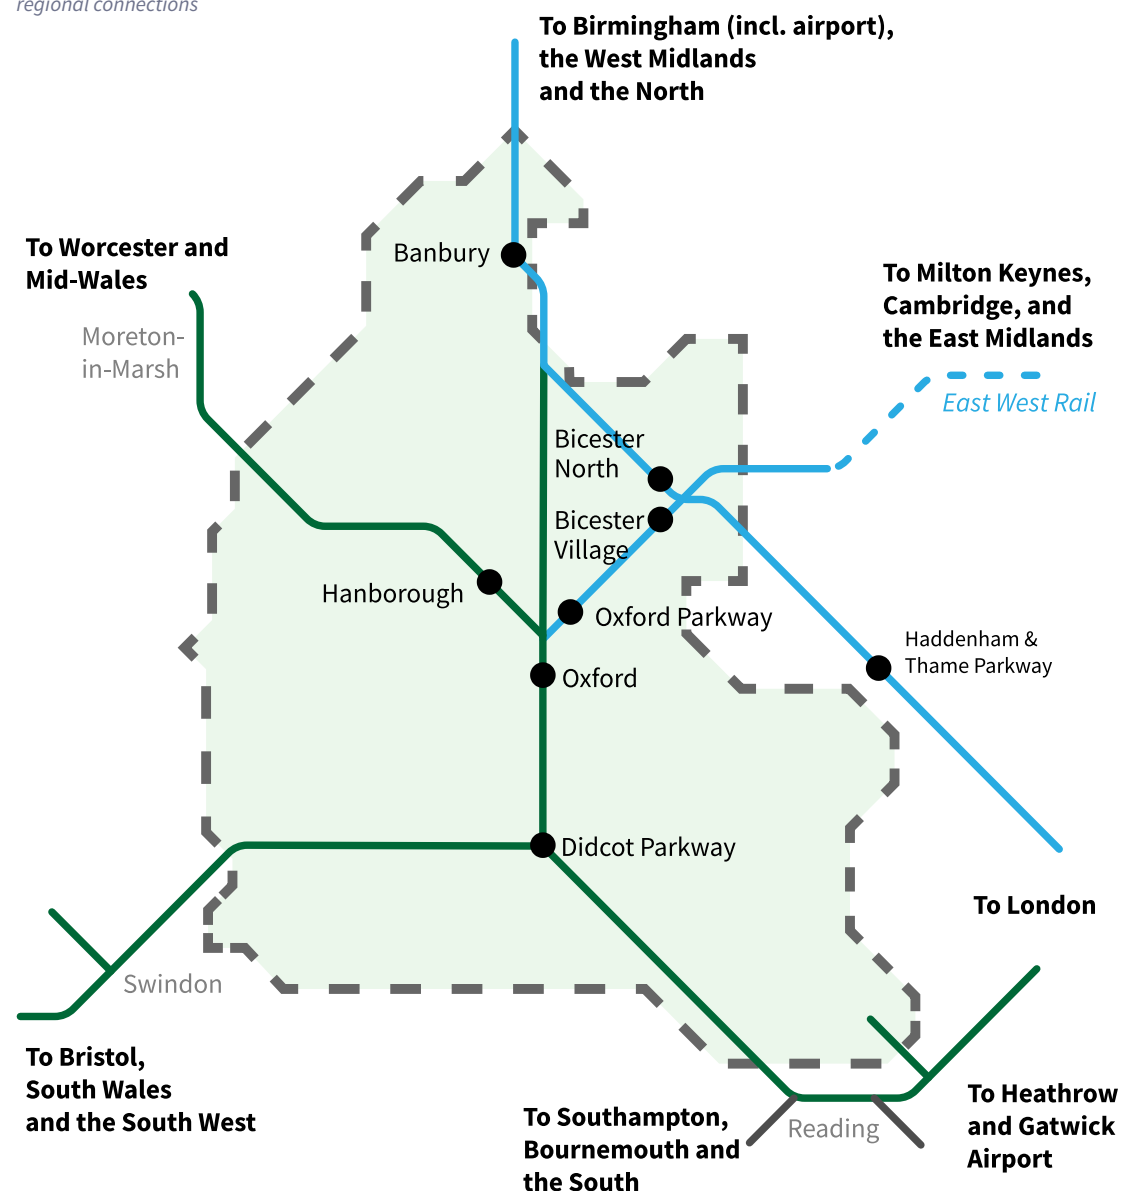 regional connections
To Birmingham (incl. airport),
the West Midlands
and the North
To Worcester and
Mid-Wales
Banbury
To Milton Keynes,
Cambridge, and
the East Midlands
Moreton-
in-Marsh
East West Rail
Bicester
North
Bicester
Village
Hanborough
Oxford Parkway
Haddenham &
Thame Parkway
Oxford
Didcot Parkway
To London
Swindon
To Bristol,
South Wales
and the South West
To Southampton,
Bournemouth and
the South
Reading
To Heathrow
and Gatwick
Airport